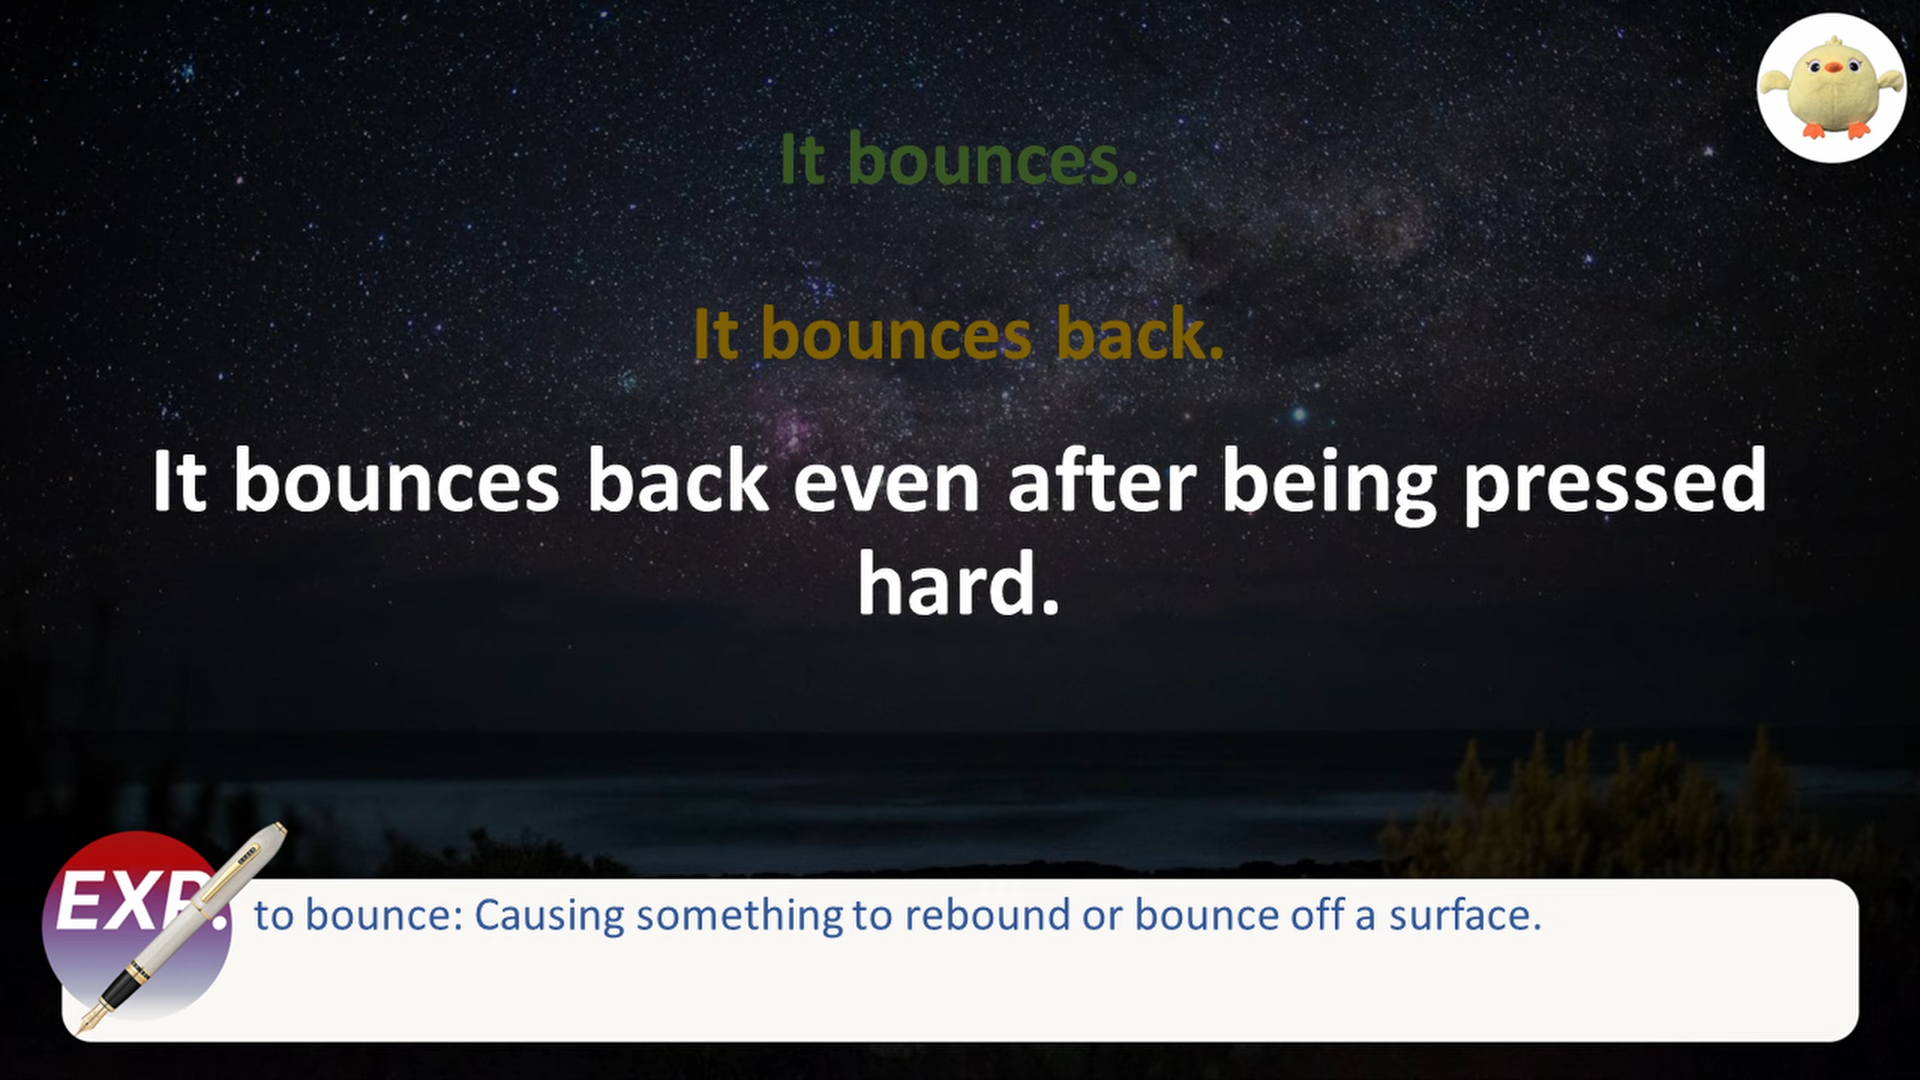 It bounces.
It bounces back.
It bounces back even after being pressed
hard.
EXP.
to bounce: Causing something to rebound or bounce off a surface.